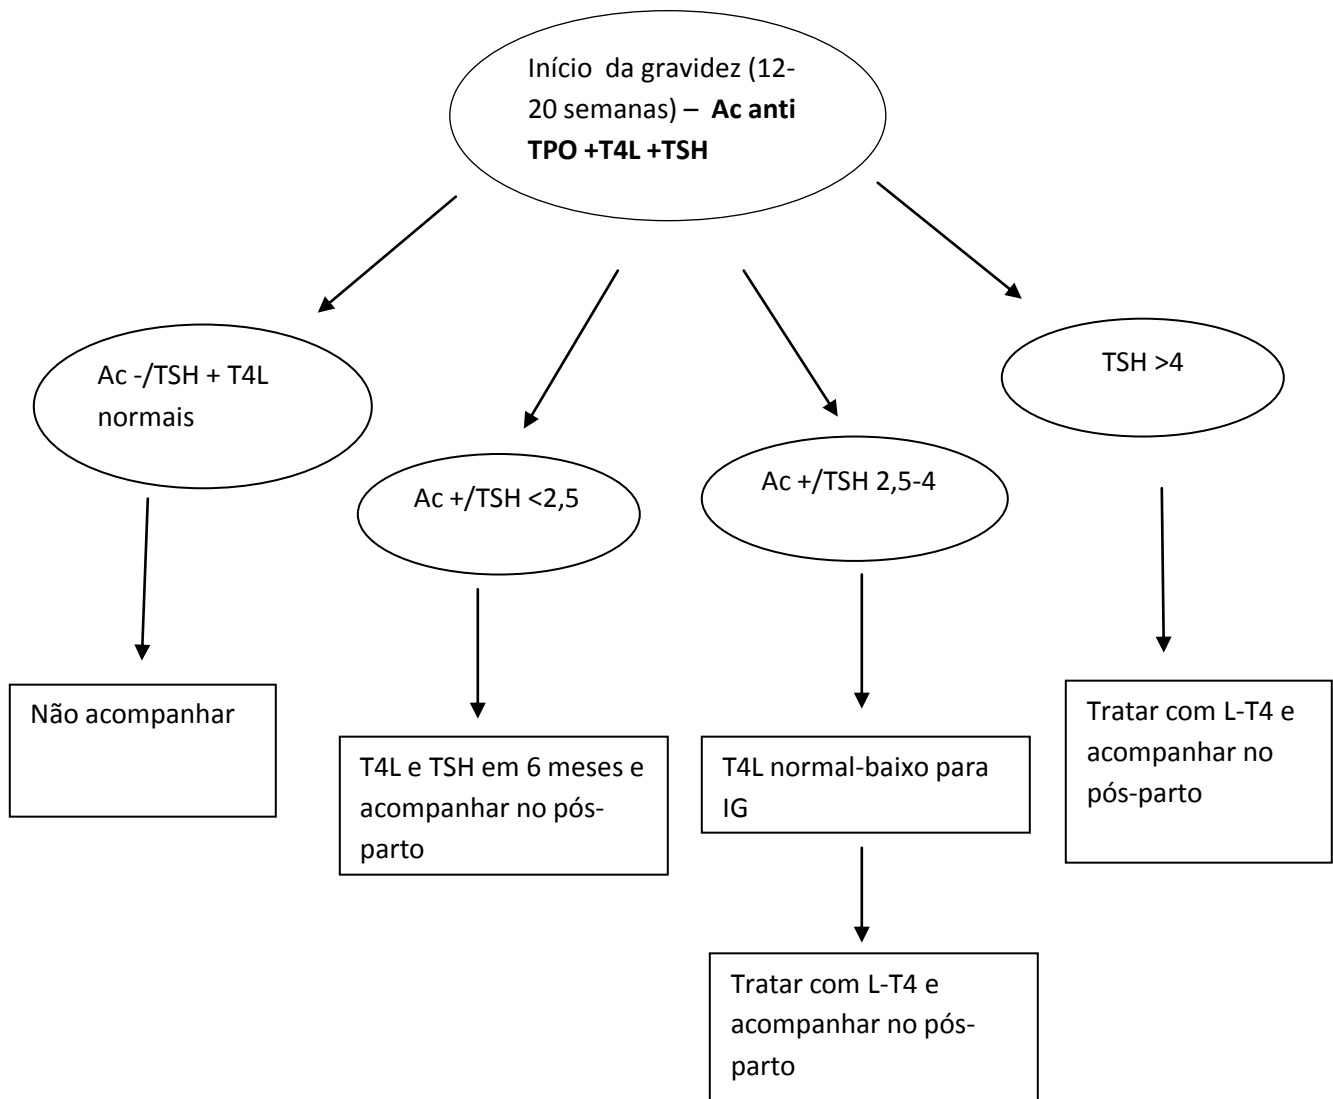 Início da gravidez (12-
20 semanas) – Ac anti
TPO +T4L +TSH
Ac -/TSH + T4L
normais
Ac +/TSH <2,5
Ac +/TSH 2,5-4
TSH >4
Não acompanhar
T4L e TSH em 6 meses e
acompanhar no pós-
parto
T4L normal-baixo para
IG
Tratar com L-T4 e
acompanhar no
pós-parto
Tratar com L-T4 e
acompanhar no pós-
parto